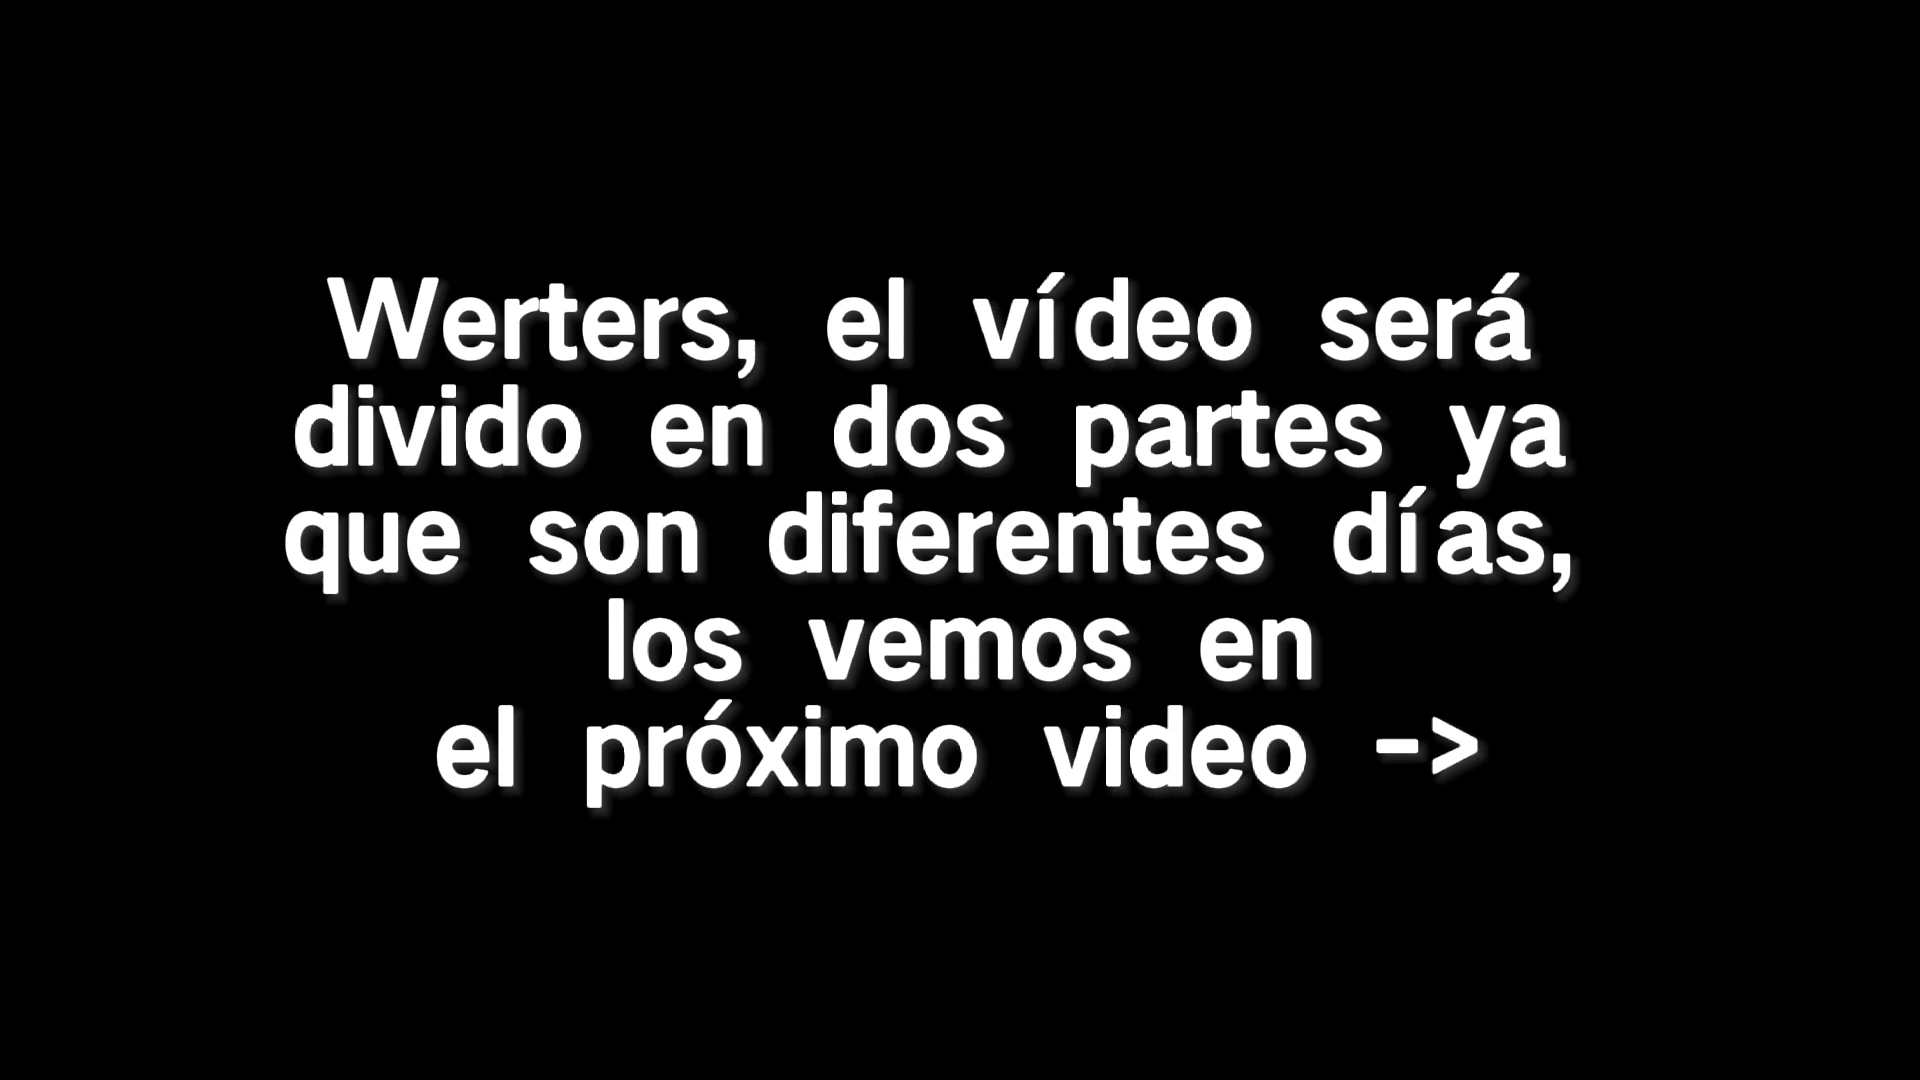 Werters, el vídeo será
divido en dos partes ya
que son diferentes días,
los vemos en
el próximo video ->